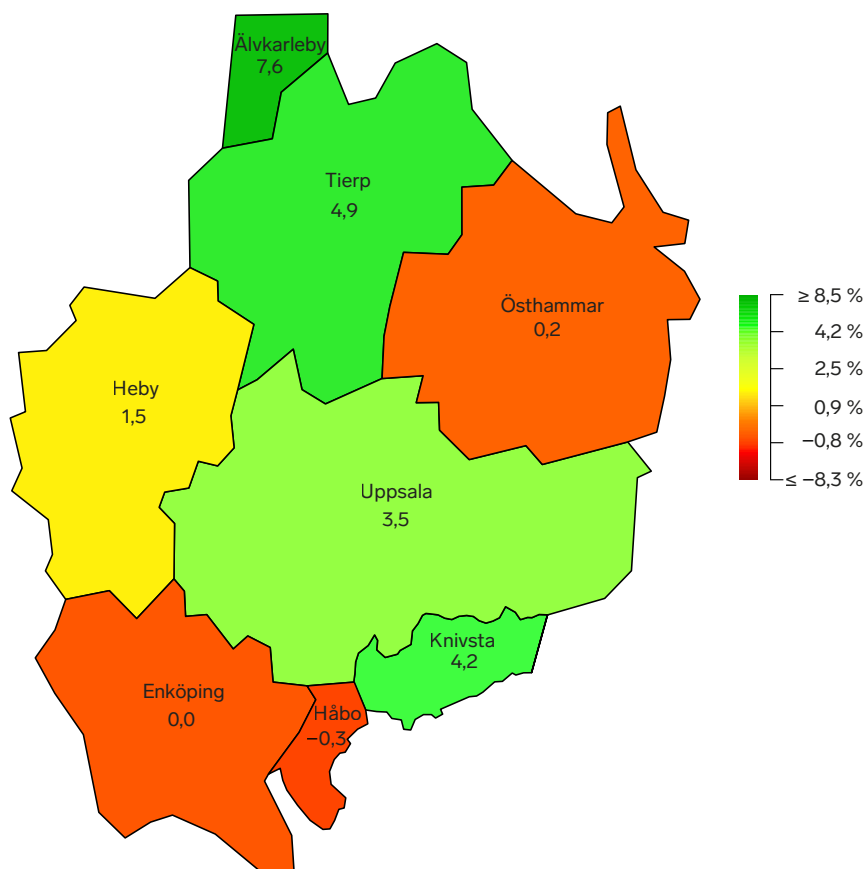 Älvkarleby
7,6
Tierp
4,9
Östhammar
0,2
Heby
1,5
Uppsala
3,5
Knivsta
4,2
Enköping
0,0
Håbo
−0,3
≥ 8,5 %
4,2 %
2,5 %
0,9 %
−0,8 %
≤ −8,3 %